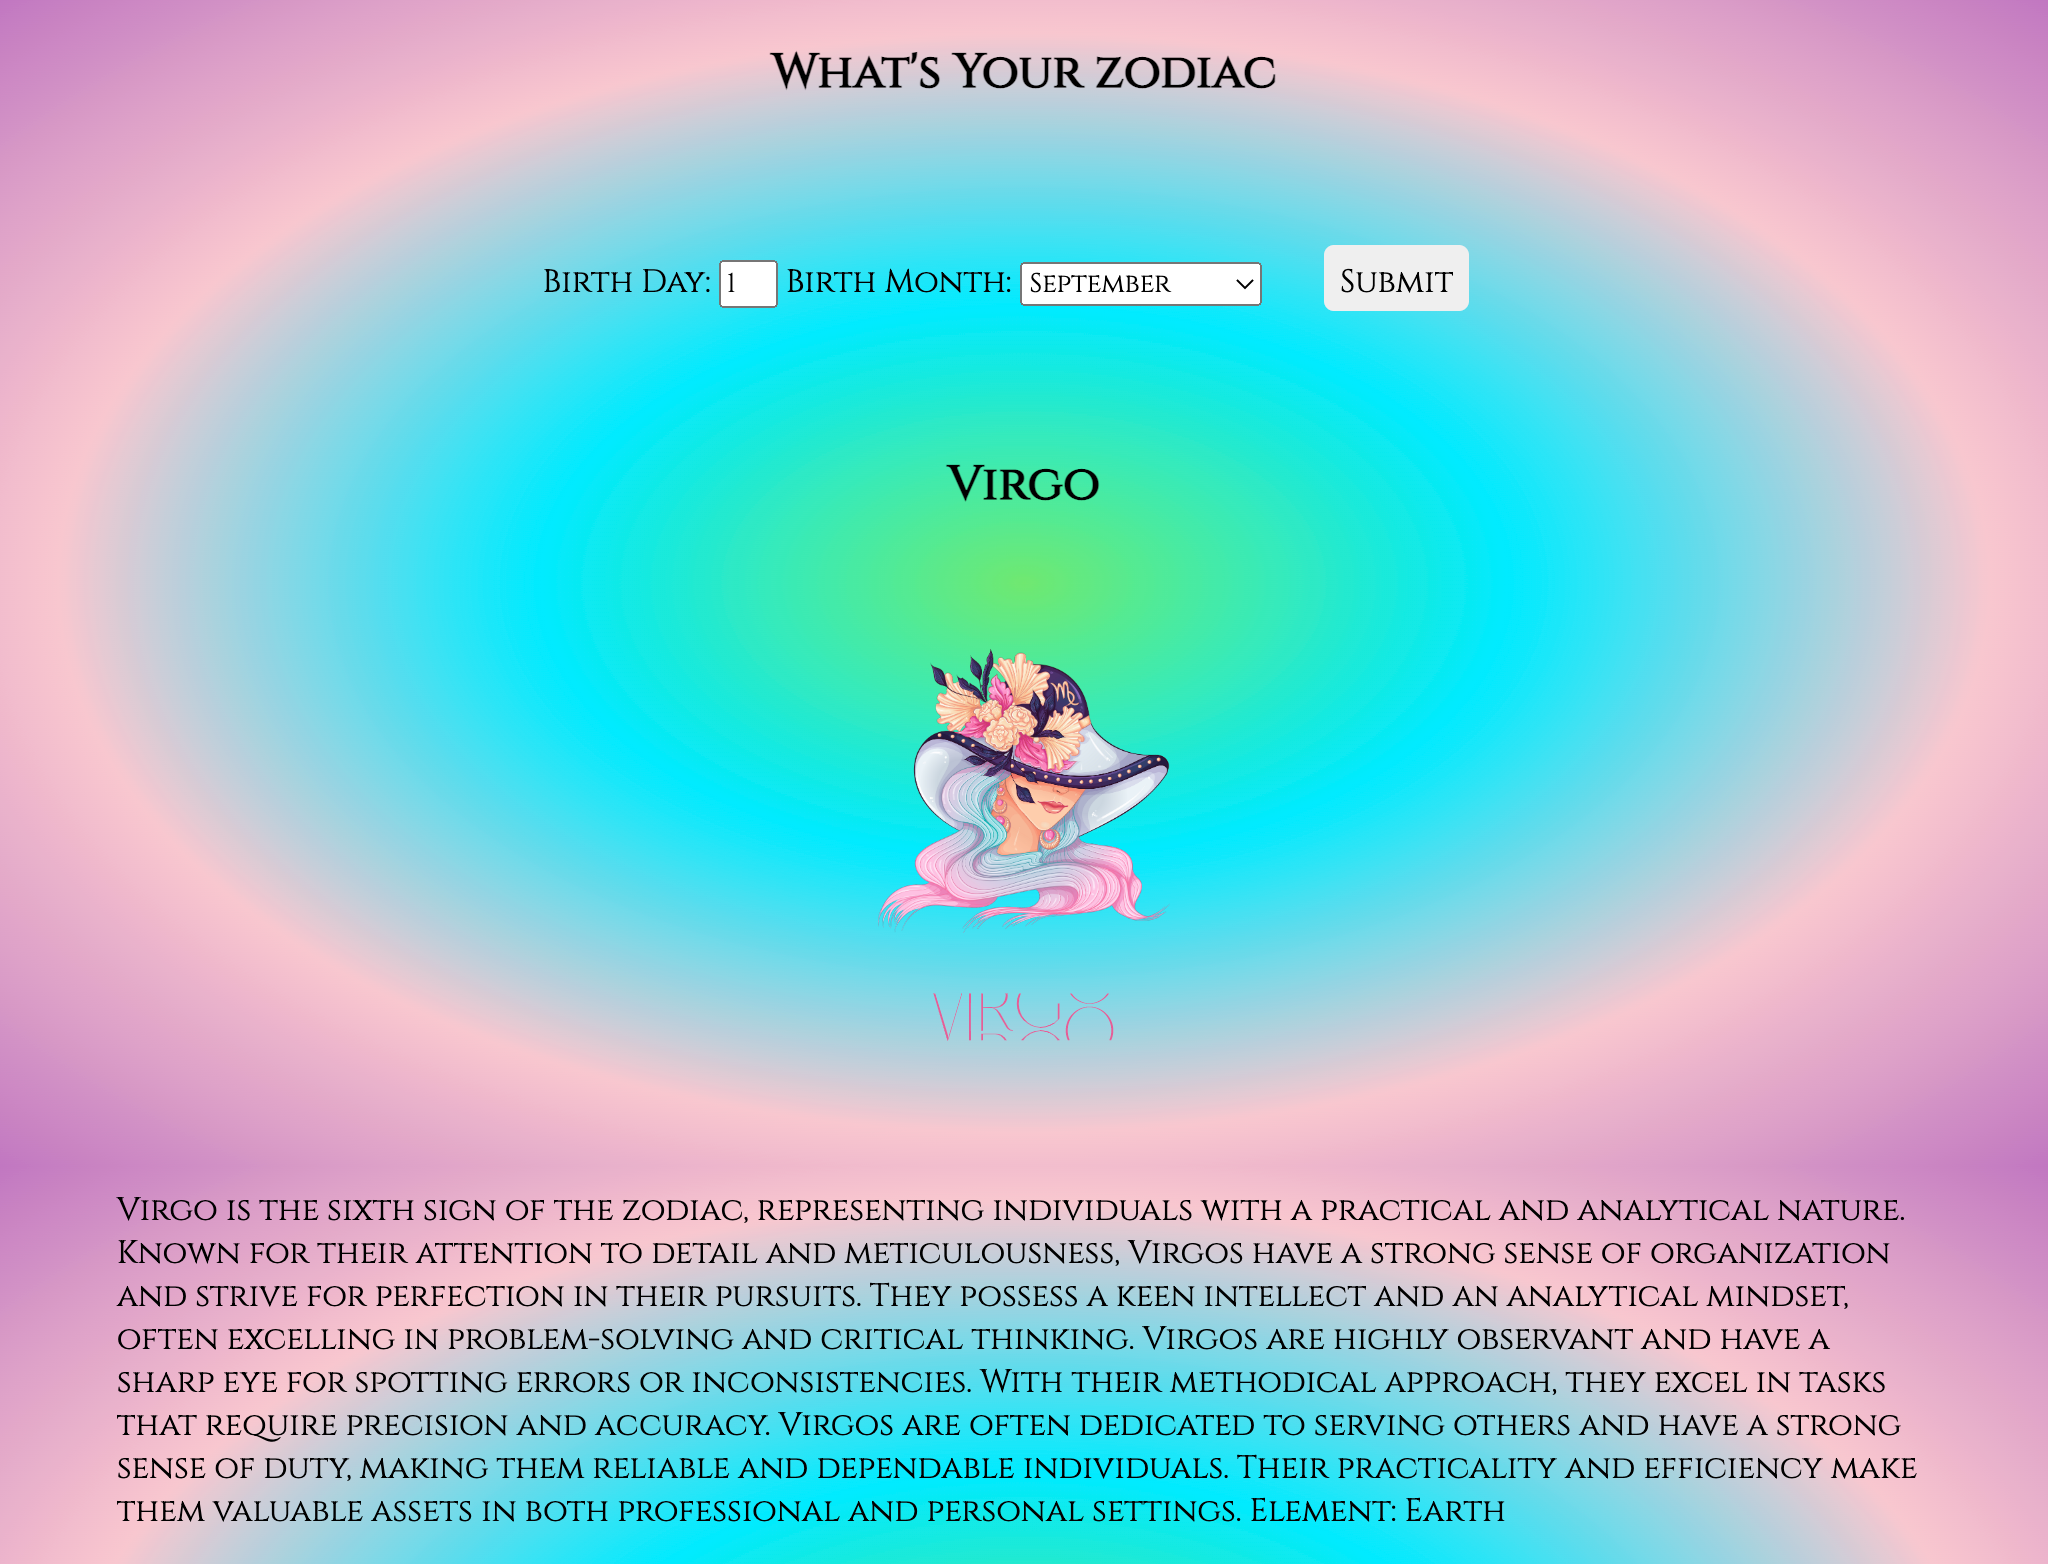 What's Your zodiac
Birth Day: 1 Birth Month: September Submit
Virgo
VIRGO
Virgo is the sixth sign of the zodiac, representing individuals with a practical and analytical nature.
Known for their attention to detail and meticulousness, Virgos have a strong sense of organization
and strive for perfection in their pursuits. They possess a keen intellect and an analytical mindset,
often excelling in problem-solving and critical thinking. Virgos are highly observant and have a
sharp eye for spotting errors or inconsistencies. With their methodical approach, they excel in tasks
that require precision and accuracy. Virgos are often dedicated to serving others and have a strong
sense of duty, making them reliable and dependable individuals. Their practicality and efficiency make
them valuable assets in both professional and personal settings. Element: Earth